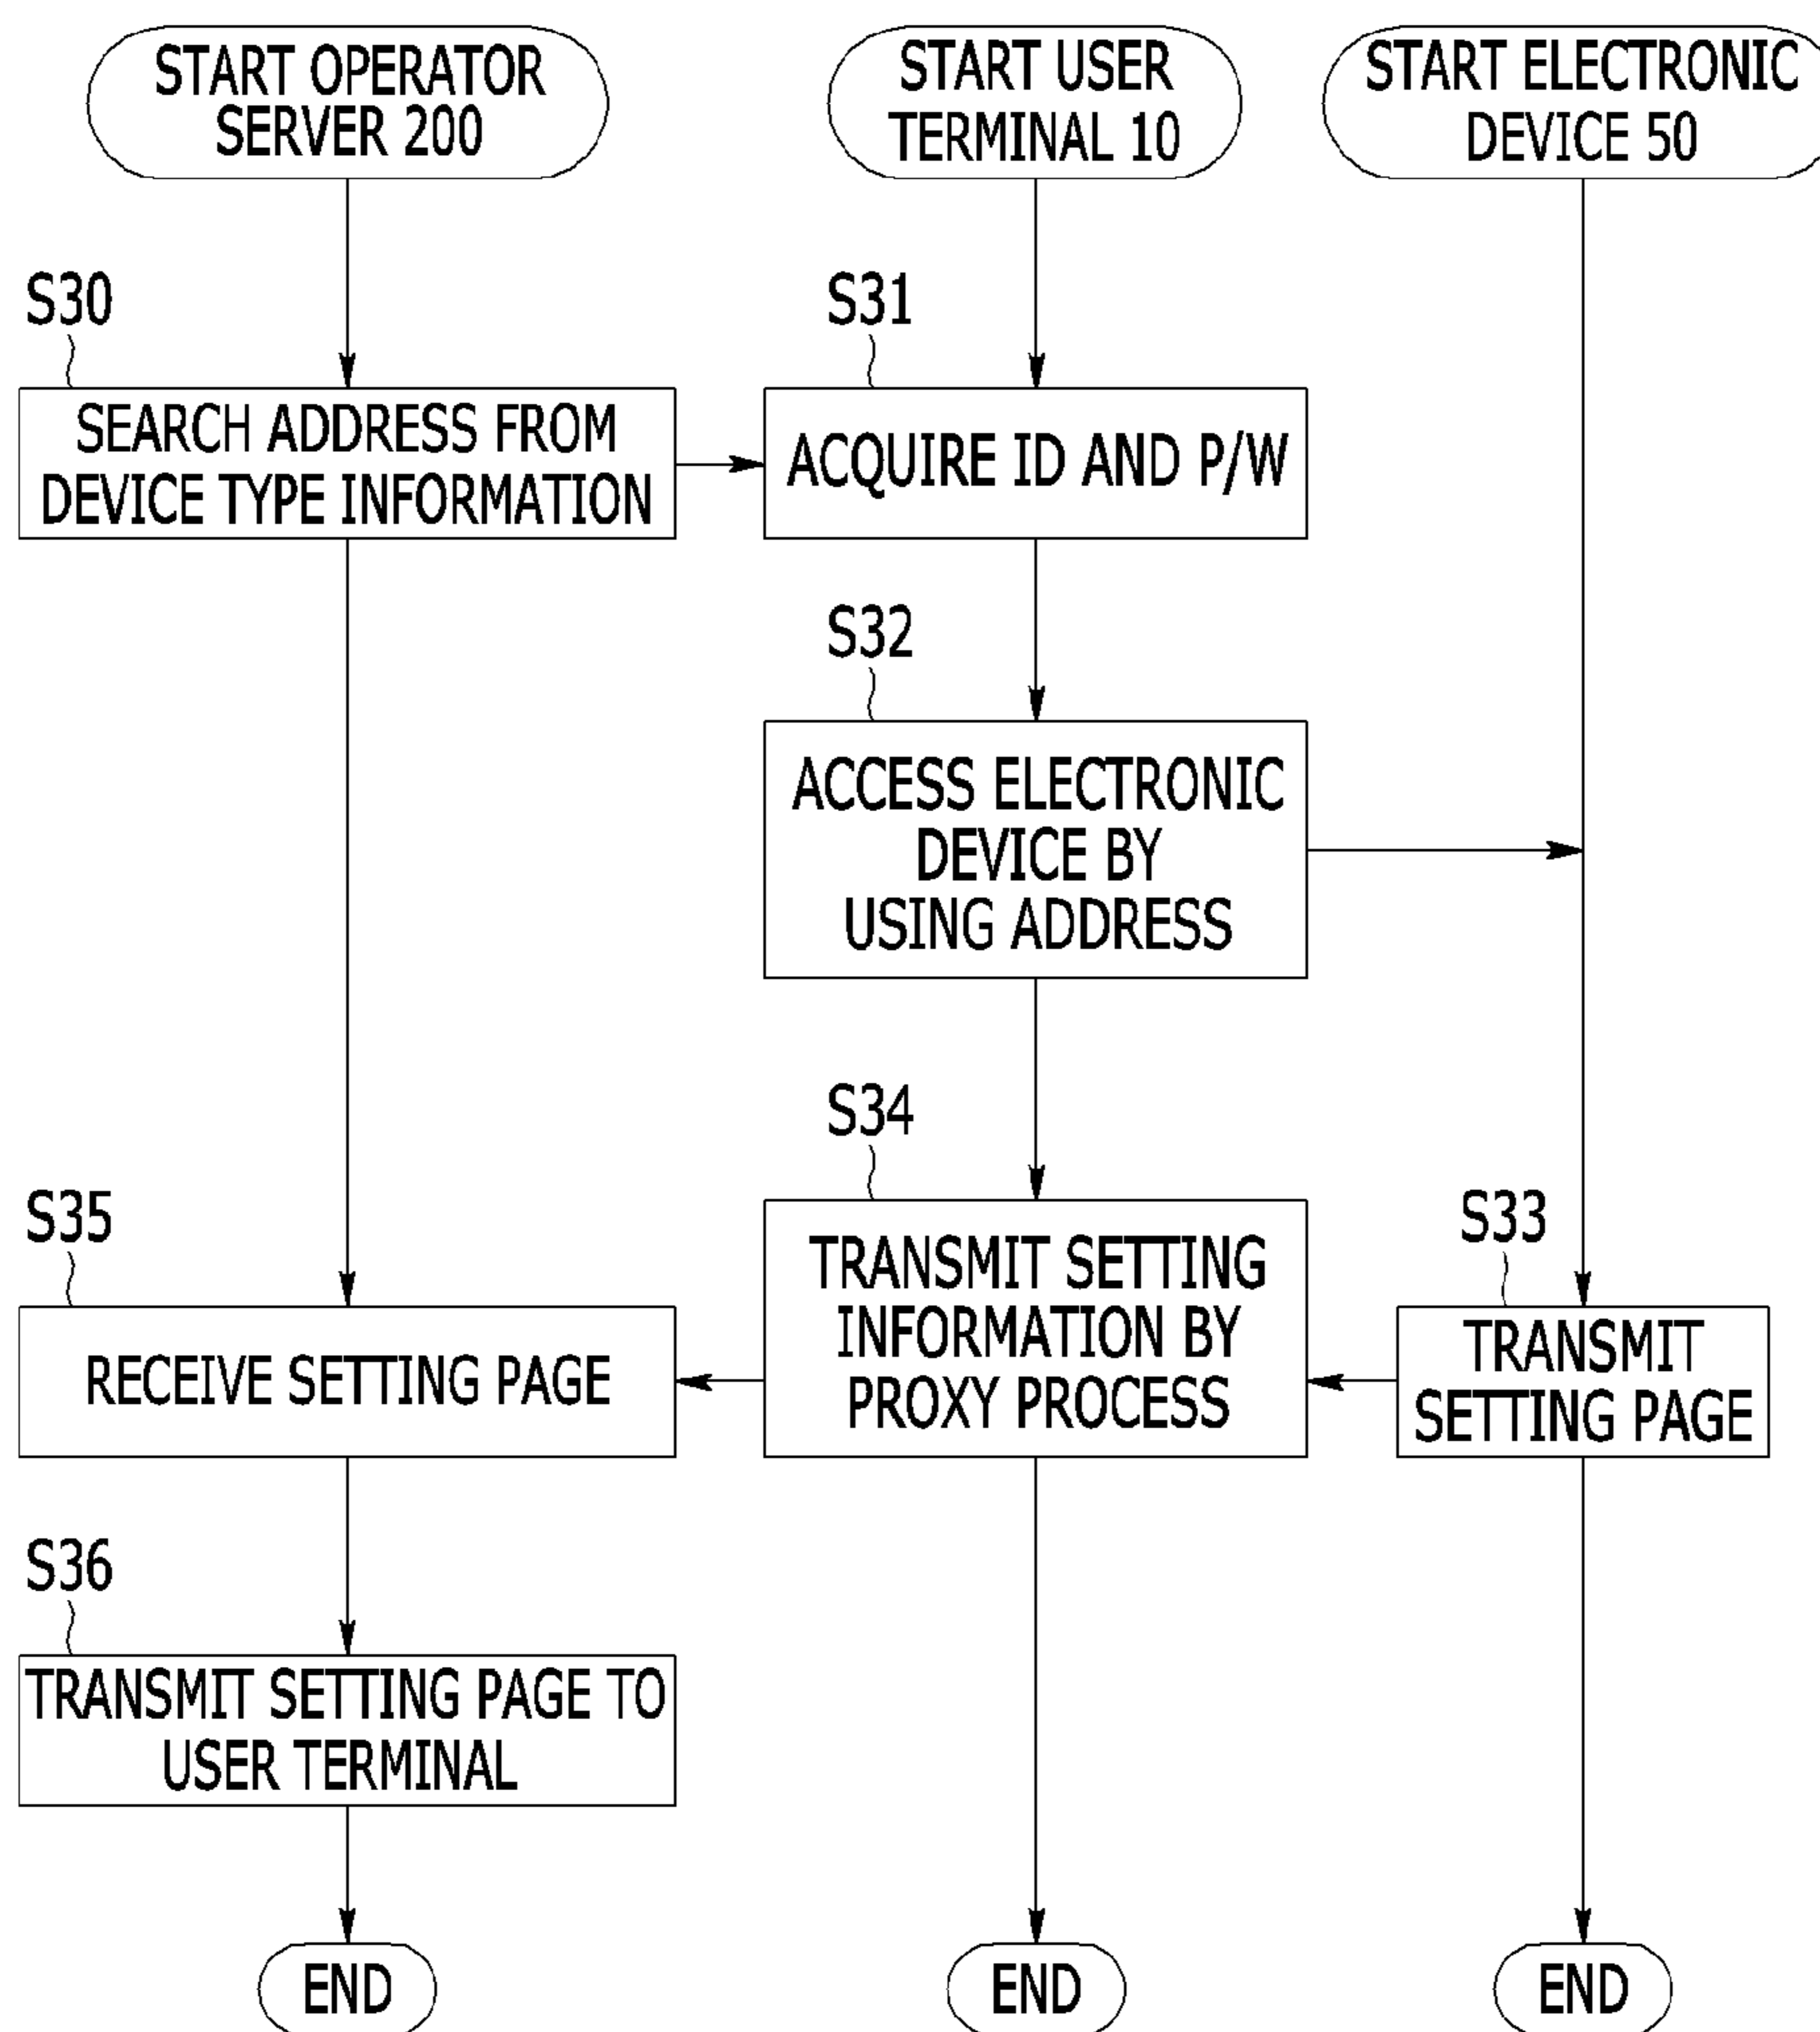 START OPERATOR
SERVER 200
START USER
TERMINAL 10
START ELECTRONIC
DEVICE 50
S30
SEARCH ADDRESS FROM
DEVICE TYPE INFORMATION
S31
ACQUIRE ID AND P/W
S32
ACCESS ELECTRONIC
DEVICE BY
USING ADDRESS
S34
TRANSMIT SETTING
INFORMATION BY
PROXY PROCESS
S33
TRANSMIT
SETTING PAGE
S35
RECEIVE SETTING PAGE
S36
TRANSMIT SETTING PAGE TO
USER TERMINAL
END
END
END